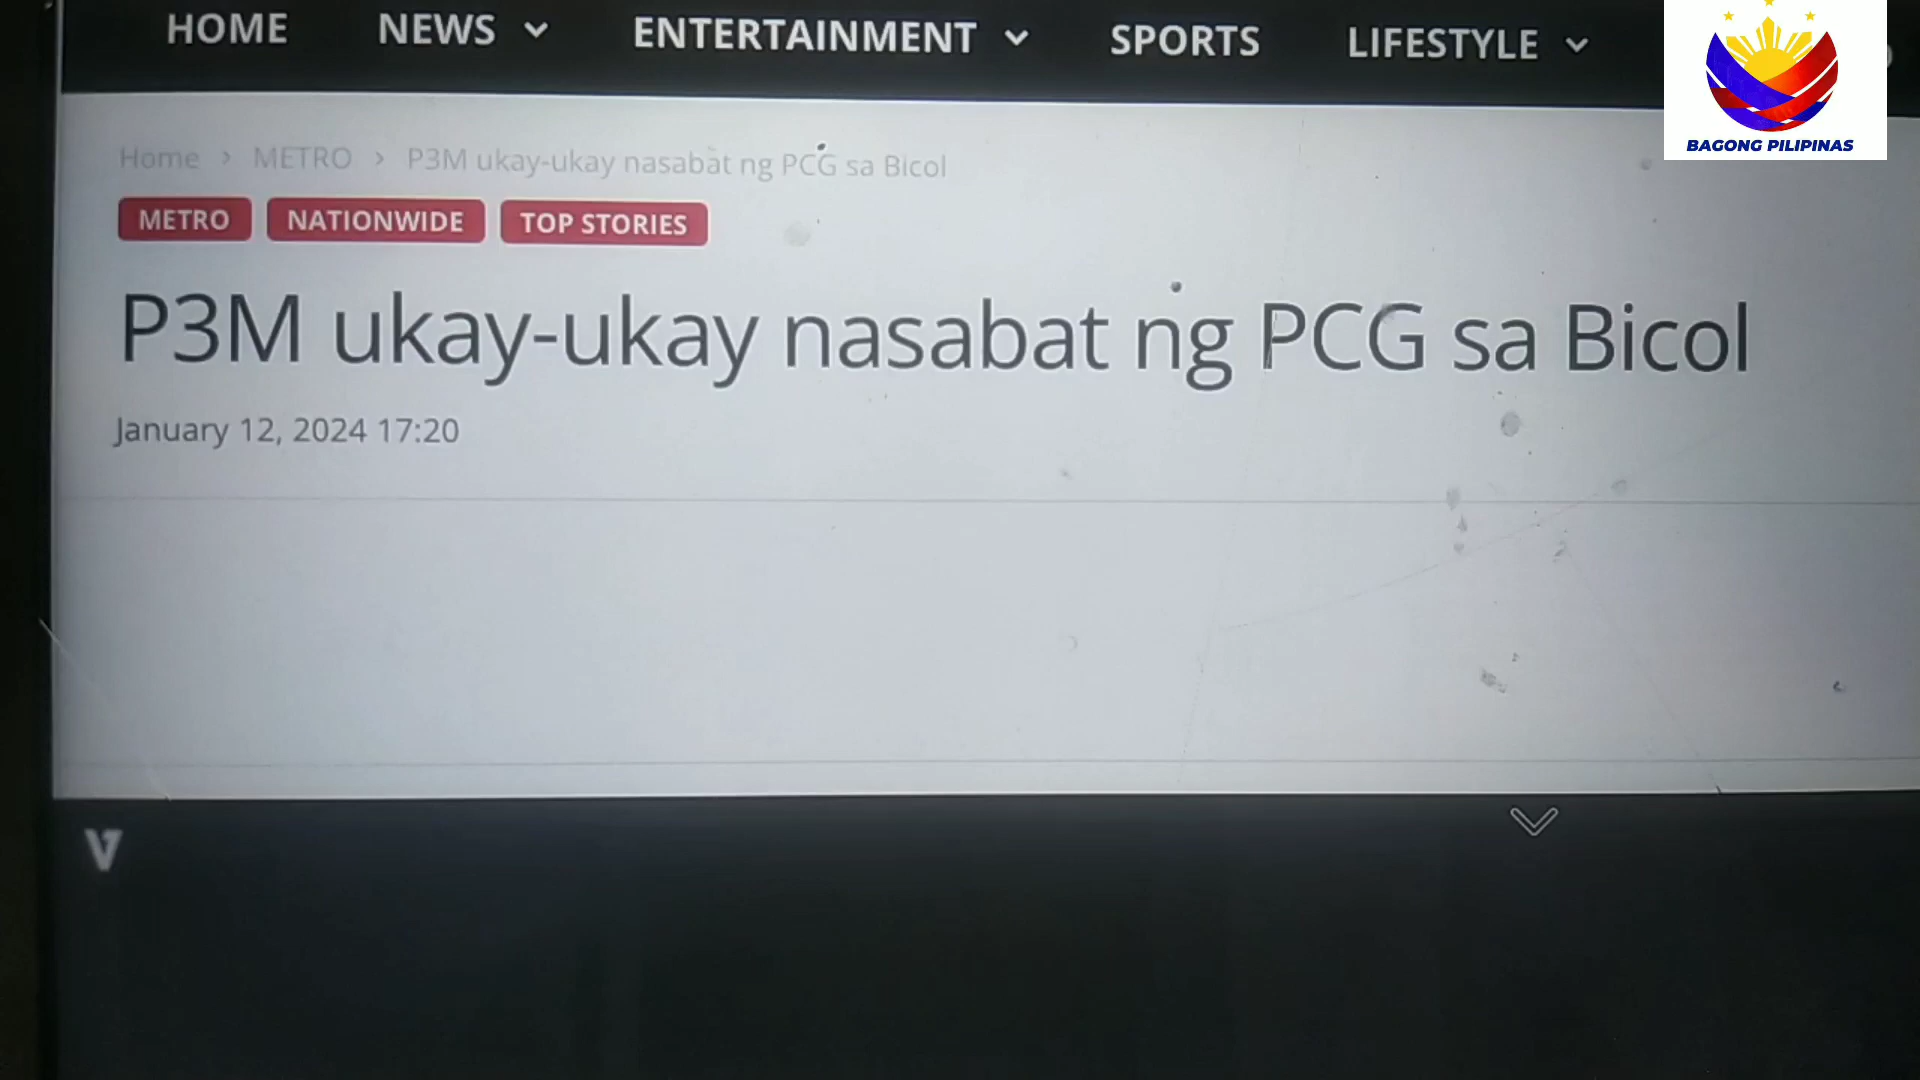 HOME NEWS ENTERTAINMENT SPORTS LIFESTYLE
BAGONG PILIPINAS
Home > METRO > P3M ukay-ukay nasabat ng PCG sa Bicol
METRO NATIONWIDE TOP STORIES
P3M ukay-ukay nasabat ng PCG sa Bicol
January 12, 2024 17:20
V